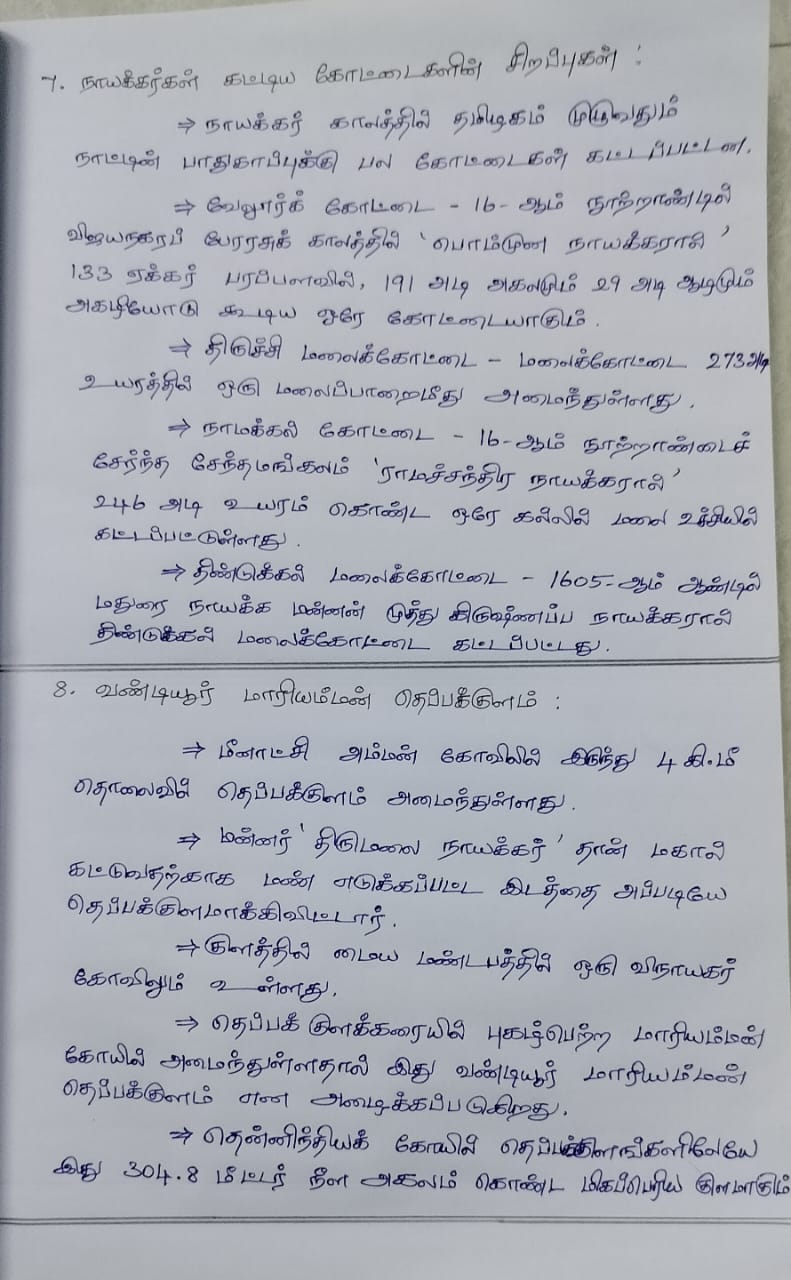 7. நாயக்கர்கள் கட்டிய கோட்டைகளின் சிறப்புகள் :
⇒ நாயக்கர் காலத்தில் தமிழகம் முழுவதும்
நாட்டின் பாதுகாப்புக்கு பல கோட்டைகள் கட்டப்பட்டன.
⇒ வேலூர்க் கோட்டை - 16-ஆம் நூற்றாண்டில்
விஜயநகரப் பேரரசுக் காலத்தில் 'பொம்முன நாயக்கரால்'
133 ஏக்கர் பரப்பளவில், 191 அடி அகலமும் 29 அடி ஆழமும்
அகழியோடு கூடிய ஒரே கோட்டையாகும்.
⇒ திருச்சி மலைக்கோட்டை - மலைக்கோட்டை 273அடி
உயரத்தில் ஒரு மலைப்பாறைமீது அமைந்துள்ளது.
⇒ நாமக்கல் கோட்டை - 16-ஆம் நூற்றாண்டைச்
சேர்ந்த சேந்தமங்கலம் 'ராமச்சந்திர நாயக்கரால்'
246 அடி உயரம் கொண்ட ஒரே கல்லில் மலை உச்சியில்
கட்டப்பட்டுள்ளது.
⇒ திண்டுக்கல் மலைக்கோட்டை - 1605-ஆம் ஆண்டில்
மதுரை நாயக்க மன்னன் முத்து கிருஷ்ணப்ப நாயக்கரால்
திண்டுக்கல் மலைக்கோட்டை கட்டப்பட்டது.
8. வண்டியூர் மாரியம்மன் தெப்பக்குளம் :
⇒ மீனாட்சி அம்மன் கோவிலில் இருந்து 4 கி.மீ
தொலைவில் தெப்பக்குளம் அமைந்துள்ளது.
⇒ மன்னர் 'திருமலை நாயக்கர்' தான் மகால்
கட்டுவதற்காக மண் எடுக்கப்பட்ட இடத்தை அப்படியே
தெப்பக்குளமாக்கிவிட்டார்.
⇒ குளத்தில் மைய மண்டபத்தில் ஒரு விநாயகர்
கோவிலும் உள்ளது.
⇒ தெப்பக் குளக்கரையில் புகழ்பெற்ற மாரியம்மன்
கோயில் அமைந்துள்ளதால் இது வண்டியூர் மாரியம்மன்
தெப்பக்குளம் என அழைக்கப்படுகிறது.
⇒ தென்னிந்தியக் கோயில் தெப்பக்குளங்களிலேயே
இது 304.8 மீட்டர் நீள அகலம் கொண்ட மிகப்பெரிய குளமாகும்